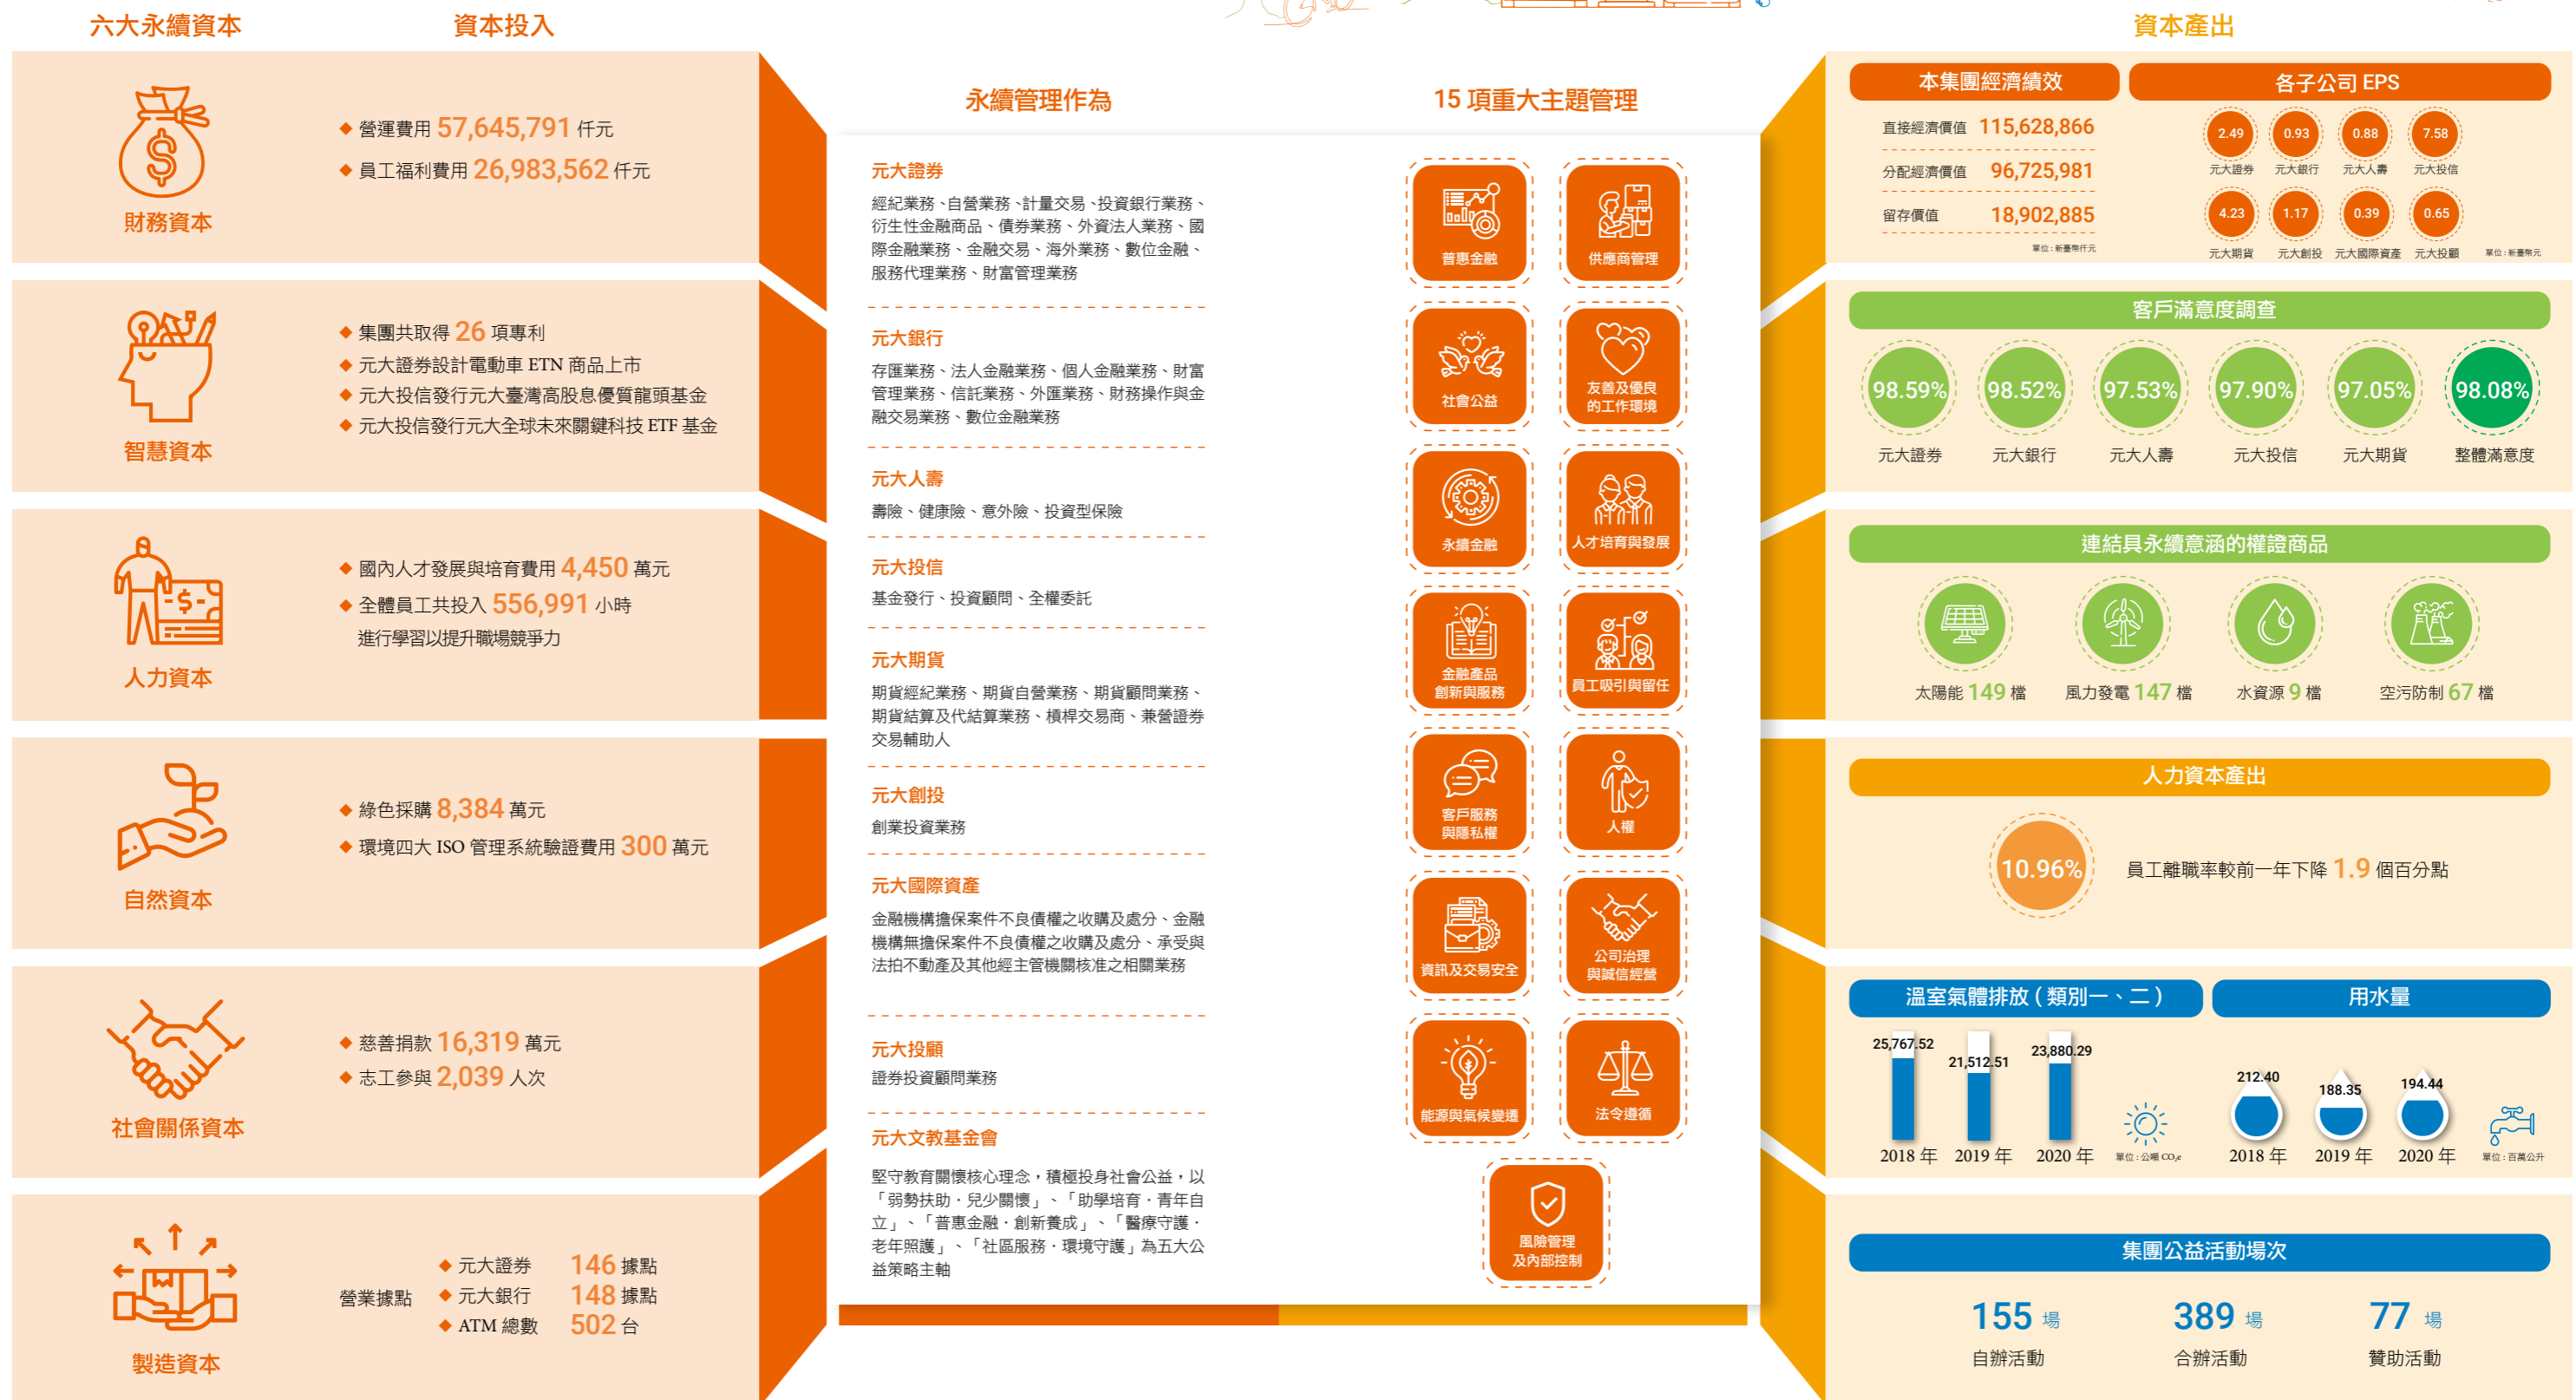 六大永續資本
資本投入
財務資本
◆ 營運費用 57,645,791 仟元
◆ 員工福利費用 26,983,562 仟元
智慧資本
◆ 集團共取得 26 項專利
◆ 元大證券設計電動車 ETN 商品上市
◆ 元大投信發行元大臺灣高股息優質龍頭基金
◆ 元大投信發行元大全球未來關鍵科技 ETF 基金
人力資本
◆ 國內人才發展與培育費用 4,450 萬元
◆ 全體員工共投入 556,991 小時
進行學習以提升職場競爭力
自然資本
◆ 綠色採購 8,384 萬元
◆ 環境四大 ISO 管理系統驗證費用 300 萬元
社會關係資本
◆ 慈善捐款 16,319 萬元
◆ 志工參與 2,039 人次
製造資本
營業據點
◆ 元大證券 146 據點
◆ 元大銀行 148 據點
◆ ATM 總數 502 台
永續管理作為
元大證券
經紀業務、自營業務、計量交易、投資銀行業務、
衍生性金融商品、債券業務、外資法人業務、國
際金融業務、金融交易、海外業務、數位金融、
服務代理業務、財富管理業務
元大銀行
存匯業務、法人金融業務、個人金融業務、財富
管理業務、信託業務、外匯業務、財務操作與金
融交易業務、數位金融業務
元大人壽
壽險、健康險、意外險、投資型保險
元大投信
基金發行、投資顧問、全權委託
元大期貨
期貨經紀業務、期貨自營業務、期貨顧問業務、
期貨結算及代結算業務、槓桿交易商、兼營證券
交易輔助人
元大創投
創業投資業務
元大國際資產
金融機構擔保案件不良債權之收購及處分、金融
機構無擔保案件不良債權之收購及處分、承受與
法拍不動產及其他經主管機關核准之相關業務
元大投顧
證券投資顧問業務
元大文教基金會
堅守教育關懷核心理念，積極投身社會公益，以
「弱勢扶助．兒少關懷」、「助學培育．青年自
立」、「普惠金融．創新養成」、「醫療守護．
老年照護」、「社區服務．環境守護」為五大公
益策略主軸
15 項重大主題管理
普惠金融
供應商管理
社會公益
友善及優良
的工作環境
永續金融
人才培育與發展
金融產品
創新與服務
員工吸引與留任
客戶服務
與隱私權
人權
資訊及交易安全
公司治理
與誠信經營
能源與氣候變遷
法令遵循
風險管理
及內部控制
資本產出
本集團經濟績效
直接經濟價值 115,628,866
分配經濟價值 96,725,981
留存價值 18,902,885
單位：新臺幣仟元
各子公司 EPS
2.49 0.93 0.88 7.58
元大證券 元大銀行 元大人壽 元大投信
4.23 1.17 0.39 0.65
元大期貨 元大創投 元大國際資產 元大投顧
單位：新臺幣元
客戶滿意度調查
98.59% 98.52% 97.53% 97.90% 97.05% 98.08%
元大證券 元大銀行 元大人壽 元大投信 元大期貨 整體滿意度
連結具永續意涵的權證商品
太陽能 149 檔 風力發電 147 檔 水資源 9 檔 空污防制 67 檔
人力資本產出
10.96% 員工離職率較前一年下降 1.9 個百分點
溫室氣體排放（類別一、二）
25,767.52 21,512.51 23,880.29
2018 年 2019 年 2020 年
單位：公噸 CO₂e
用水量
212.40 188.35 194.44
2018 年 2019 年 2020 年
單位：百萬公升
集團公益活動場次
155 場 389 場 77 場
自辦活動 合辦活動 贊助活動